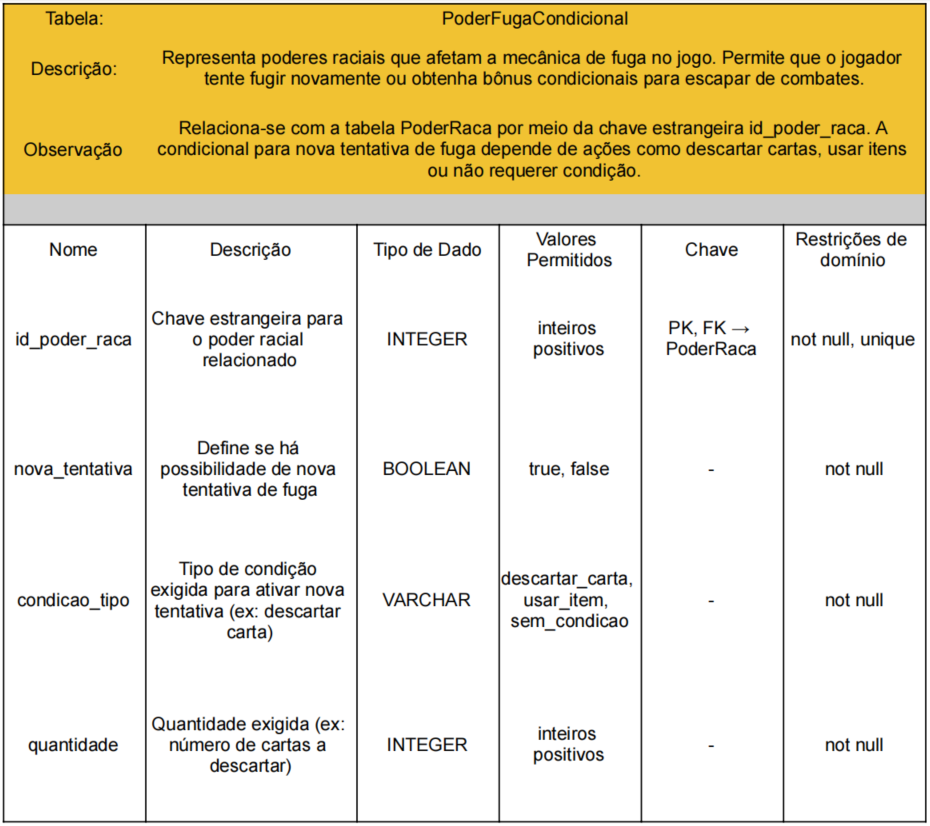 Tabela:
PoderFugaCondicional
Descrição:
Representa poderes raciais que afetam a mecânica de fuga no jogo. Permite que o jogador
tente fugir novamente ou obtenha bônus condicionais para escapar de combates.
Observação
Relaciona-se com a tabela PoderRaca por meio da chave estrangeira id_poder_raca. A
condicional para nova tentativa de fuga depende de ações como descartar cartas, usar itens
ou não requerer condição.
Nome
Descrição
Tipo de Dado
Valores
Permitidos
Chave
Restrições de
domínio
id_poder_raca
Chave estrangeira para
o poder racial
relacionado
INTEGER
inteiros
positivos
PK, FK →
PoderRaca
not null, unique
nova_tentativa
Define se há
possibilidade de nova
tentativa de fuga
BOOLEAN
true, false
-
not null
condicao_tipo
Tipo de condição
exigida para ativar nova
tentativa (ex: descartar
carta)
VARCHAR
descartar_carta,
usar_item,
sem_condicao
-
not null
quantidade
Quantidade exigida (ex:
número de cartas a
descartar)
INTEGER
inteiros
positivos
-
not null